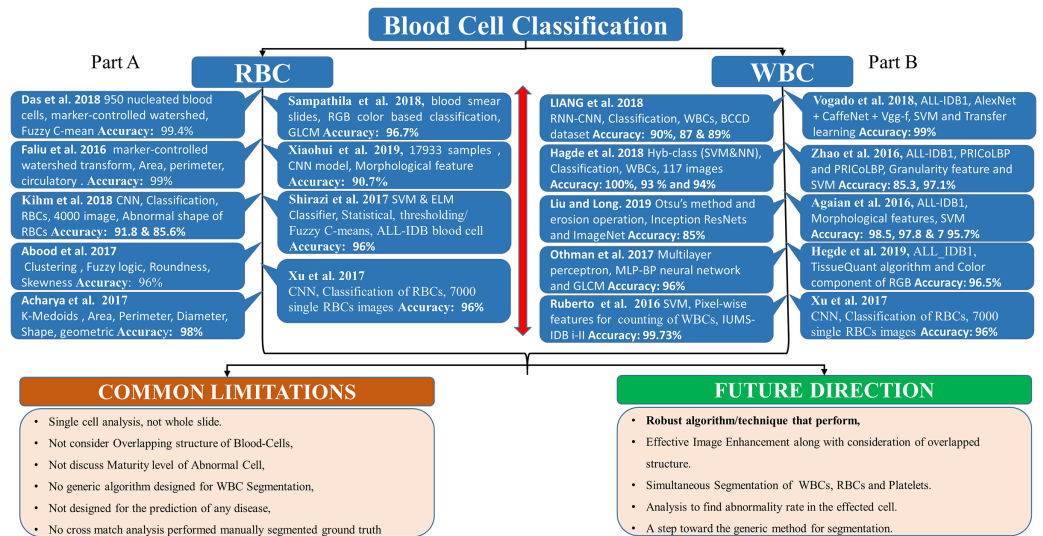 Blood Cell Classification
Part A
RBC
WBC
Part B
Das et al. 2018 950 nucleated blood
cells, marker-controlled watershed,
Fuzzy C-mean Accuracy: 99.4%
Faliu et al. 2016 marker-controlled
watershed transform, Area, perimeter,
circulatory . Accuracy: 99%
Kihm et al. 2018 CNN, Classification,
RBCs, 4000 image, Abnormal shape of
RBCs) Accuracy: 91.8 & 85.6%
Abood et al. 2017
Clustering , Fuzzy logic, Roundness,
Skewness Accuracy: 96%
Acharya et al. 2017
K-Medoids , Area, Perimeter, Diameter,
Shape, geometric Accuracy: 98%
Sampathila et al. 2018, blood smear
slides, RGB color based classification,
GLCM Accuracy: 96.7%
Xiaohui et al. 2019, 17933 samples ,
CNN model, Morphological feature
Accuracy: 90.7%
Shirazi et al. 2017 SVM & ELM
Classifier, Statistical, thresholding/
Fuzzy C-means, ALL-IDB blood cell
Accuracy: 96%
Xu et al. 2017
CNN, Classification of RBCs, 7000
single RBCs images Accuracy: 96%
LIANG et al. 2018
RNN-CNN, Classification, WBCs, BCCD
dataset Accuracy: 90%, 87 & 89%
Hagde et al. 2018 Hyb-class (SVM&NN),
Classification, WBCs, 117 images
Accuracy: 100%, 93 % and 94%
Liu and Long. 2019 Otsu's method and
erosion operation, Inception ResNets
and ImageNet Accuracy: 85%
Othman et al. 2017 Multilayer
perceptron, MLP-BP neural network
and GLCM Accuracy: 96%
Ruberto et al. 2016 SVM, Pixel-wise
features for counting of WBCs, IUMS-
IDB i-II Accuracy: 99.73%
Vogado et al. 2018, ALL-IDB1, AlexNet
+ CaffeNet + Vgg-f, SVM and Transfer
learning Accuracy: 99%
Zhao et al. 2016, ALL-IDB1, PRICoLBP
and PRICoLBP, Granularity feature and
SVM Accuracy: 85.3, 97.1%
Agaian et al. 2016, ALL-IDB1,
Morphological features, SVM
Accuracy: 98.5, 97.8 & 7 95.7%
Hegde et al. 2019, ALL_IDB1,
TissueQuant algorithm and Color
component of RGB Accuracy: 96.5%
Xu et al. 2017
CNN, Classification of RBCs, 7000
single RBCs images Accuracy: 96%
COMMON LIMITATIONS
• Single cell analysis, not whole slide.
• Not consider Overlapping structure of Blood-Cells,
• Not discuss Maturity level of Abnormal Cell,
• No generic algorithm designed for WBC Segmentation,
• Not designed for the prediction of any disease,
• No cross match analysis performed manually segmented ground truth
FUTURE DIRECTION
• Robust algorithm/technique that perform,
• Effective Image Enhancement along with consideration of overlapped
structure.
• Simultaneous Segmentation of WBCs, RBCs and Platelets.
• Analysis to find abnormality rate in the effected cell.
• A step toward the generic method for segmentation.